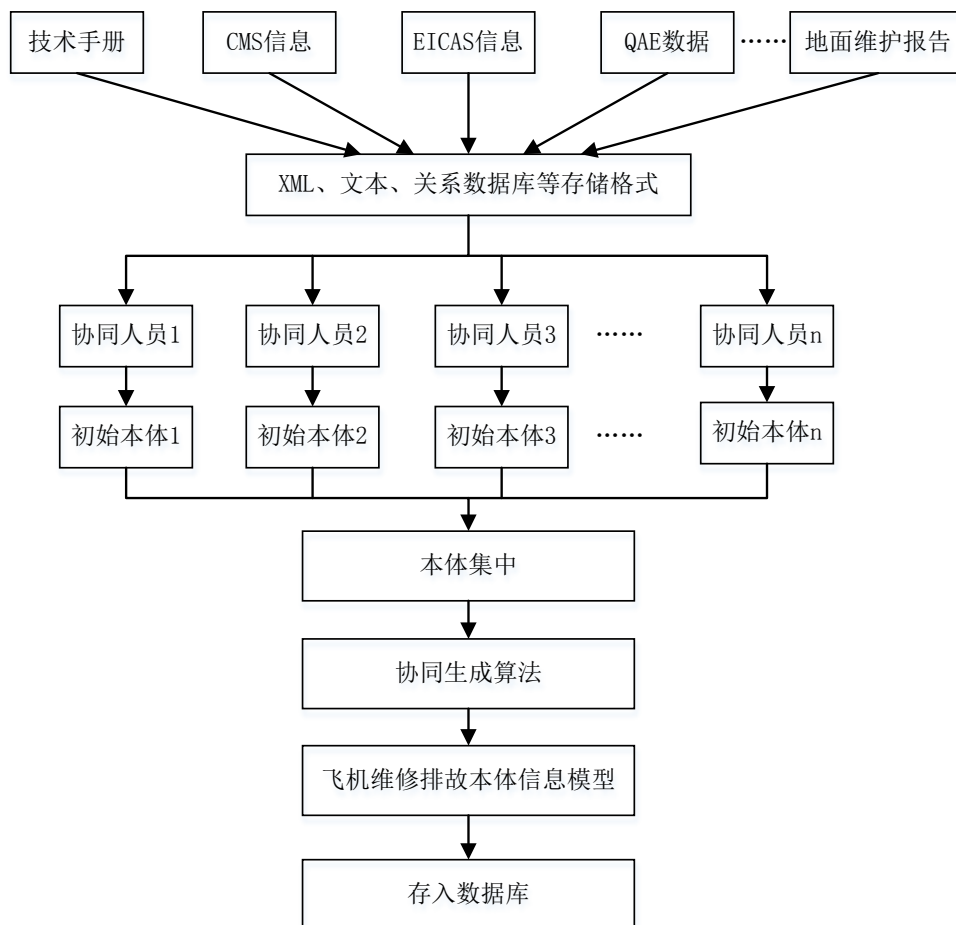 技术手册
CMS信息
EICAS信息
QAE数据
……
地面维护报告
XML、文本、关系数据库等存储格式
协同人员1
协同人员2
协同人员3
……
协同人员n
初始本体1
初始本体2
初始本体3
……
初始本体n
本体集中
协同生成算法
飞机维修排故本体信息模型
存入数据库